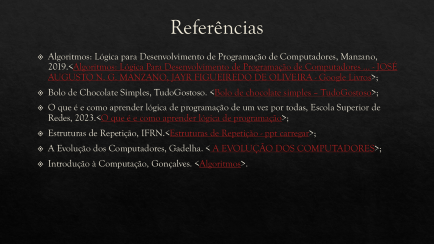 Referências
Algoritmos: Lógica para Desenvolvimento de Programação de Computadores, Manzano,
2019.<Algoritmos: Lógica Para Desenvolvimento de Programação de Computadores ... - JOSÉ
AUGUSTO N. G. MANZANO, JAYR FIGUEIREDO DE OLIVEIRA - Google Livros>;
Bolo de Chocolate Simples, TudoGostoso. <Bolo de chocolate simples – TudoGostoso>;
O que é e como aprender lógica de programação de um vez por todas, Escola Superior de
Redes, 2023.<O que é e como aprender lógica de programação>;
Estruturas de Repetição, IFRN.<Estruturas de Repetição - ppt carregar>;
A Evolução dos Computadores, Gadelha. < A EVOLUÇÃO DOS COMPUTADORES>;
Introdução à Computação, Gonçalves. <Algoritmos>.